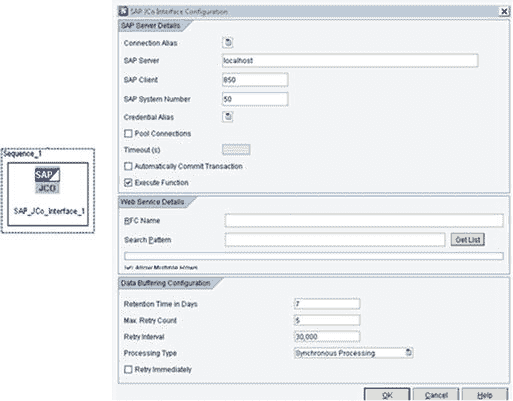 Sequence_1
SAP
JCO
SAP_JCo_Interface_1
SAP JCo Interface Configuration
SAP Server Details
Connection Alias
SAP Server localhost
SAP Client 850
SAP System Number 50
Credential Alias
Pool Connections
Timeout (s)
Automatically Commit Transaction
Execute Function
Web Service Details
RFC Name
Search Pattern Get List
Allow Multiple Rows
Data Buffering Configuration
Retention Time in Days 7
Max. Retry Count 5
Retry Interval 30,000
Processing Type Synchronous Processing
Retry Immediately
OK Cancel Help